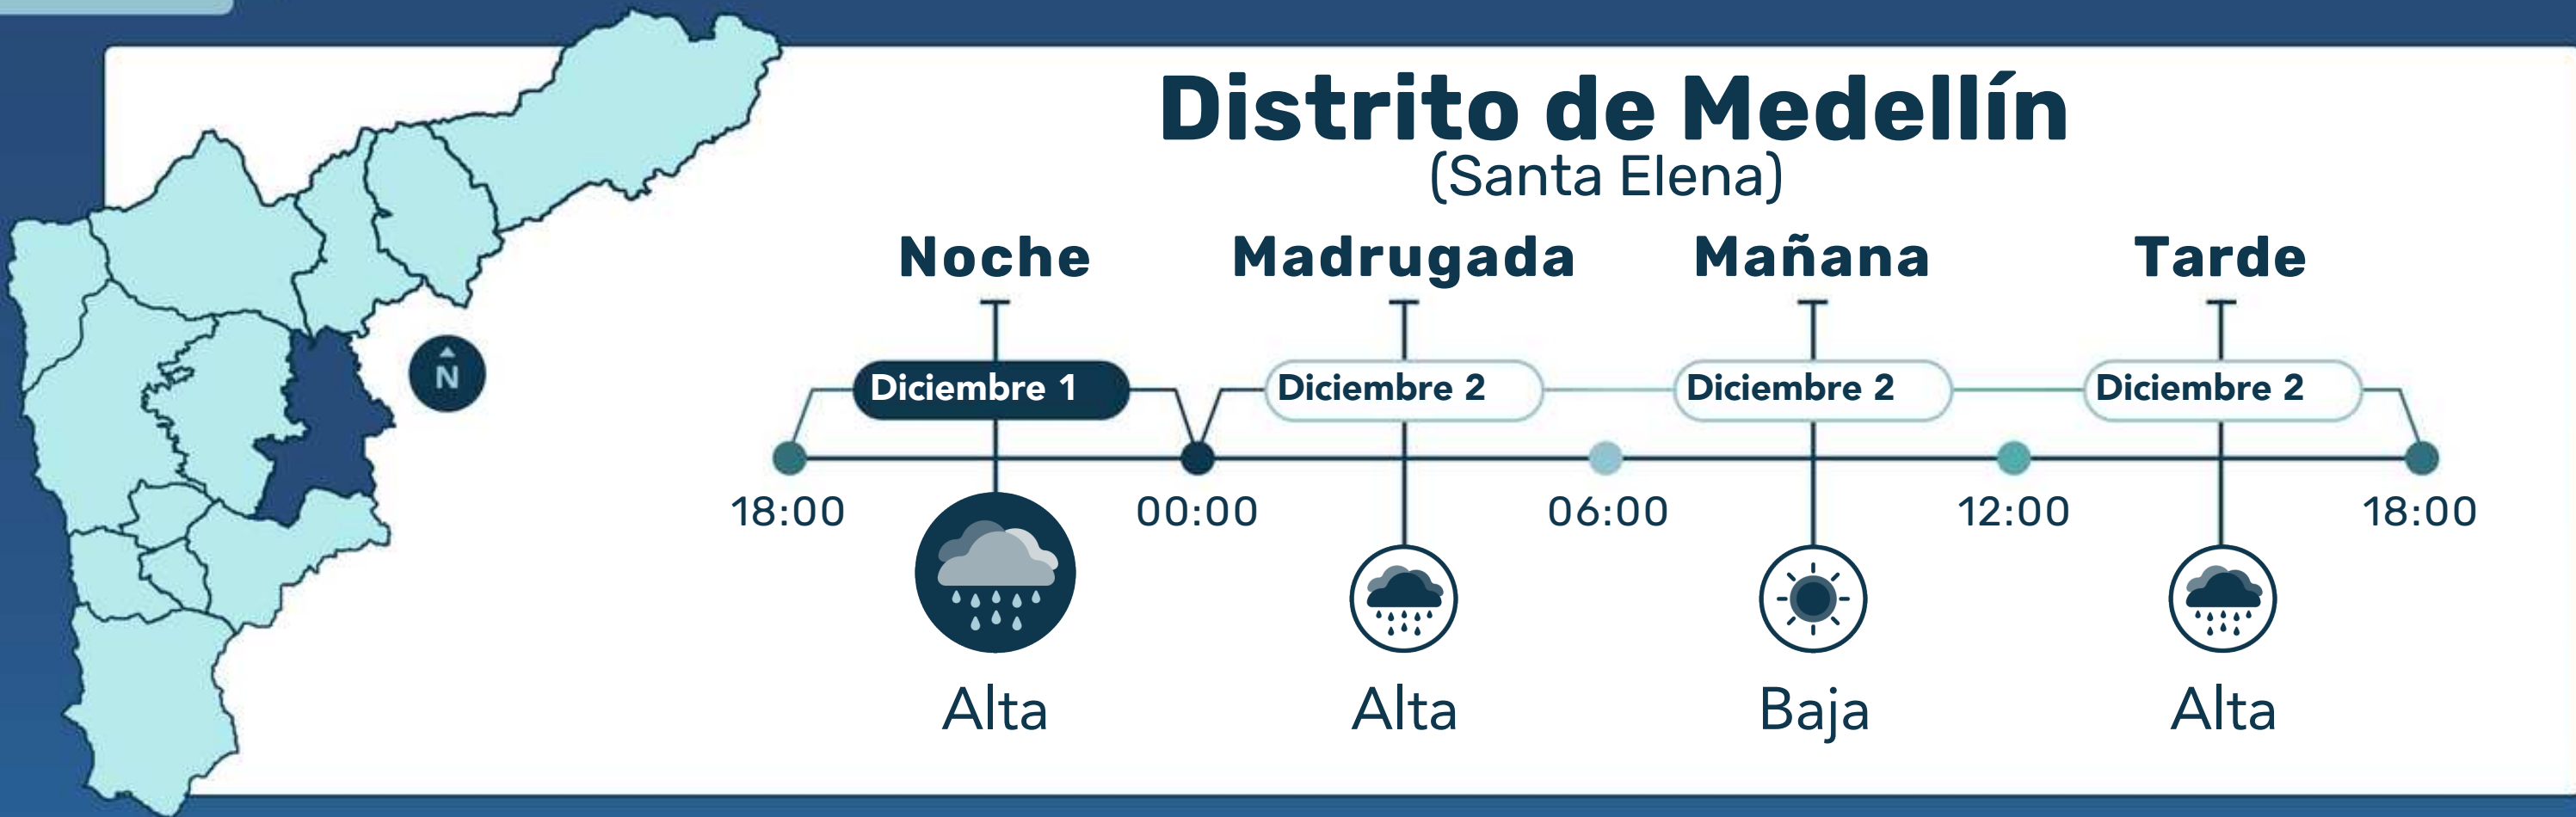 Distrito de Medellín
(Santa Elena)
Noche Madrugada Mañana Tarde
Diciembre 1 Diciembre 2 Diciembre 2 Diciembre 2
N
18:00 00:00 06:00 12:00 18:00
Alta Alta Baja Alta